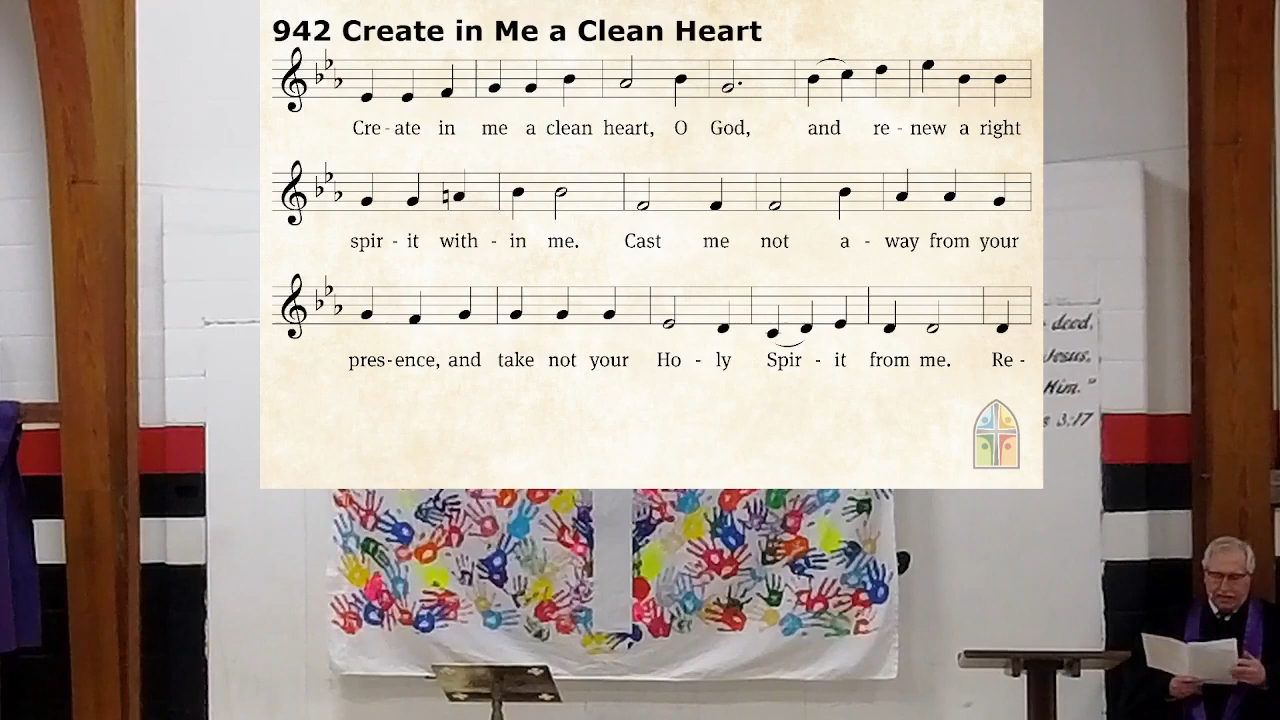 942 Create in Me a Clean Heart
Cre - ate in me a clean heart, O God, and re - new a right
spir - it with - in me. Cast me not a - way from your
pres - ence, and take not your Ho - ly Spir - it from me. Re -
deed,
Jesus,
Him."
3:17